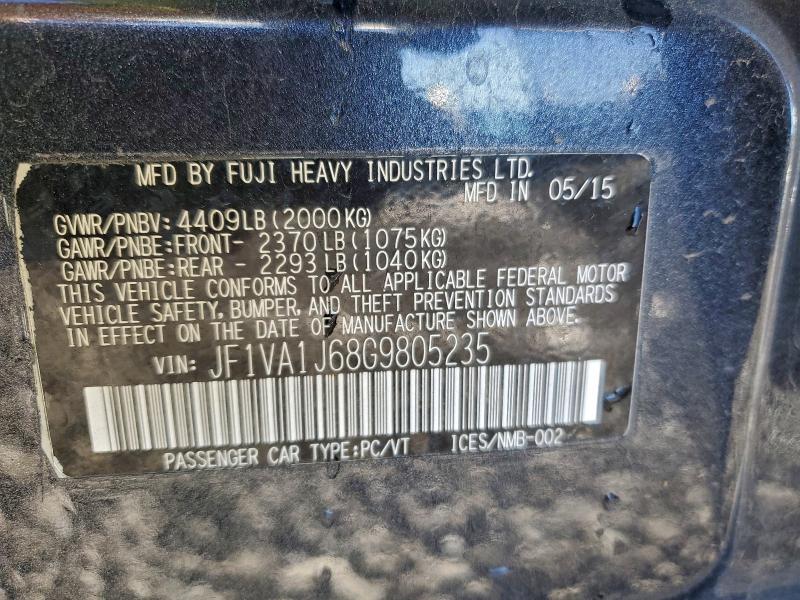 MFD BY FUJI HEAVY INDUSTRIES LTD.
MFD IN 05/15
GVWR/PNBV: 4409LB (2000KG)
GAWR/PNBE:FRONT- 2370LB (1075KG)
GAWR/PNBE:REAR - 2293LB (1040KG)
THIS VEHICLE CONFORMS TO ALL APPLICABLE FEDERAL MOTOR
VEHICLE SAFETY, BUMPER, AND THEFT PREVENTION STANDARDS
IN EFFECT ON THE DATE OF MANUFACTURE SHOWN ABOVE.
VIN: JF1VA1J68G9805235
PASSENGER CAR TYPE:PC/VT ICES/NMB-002